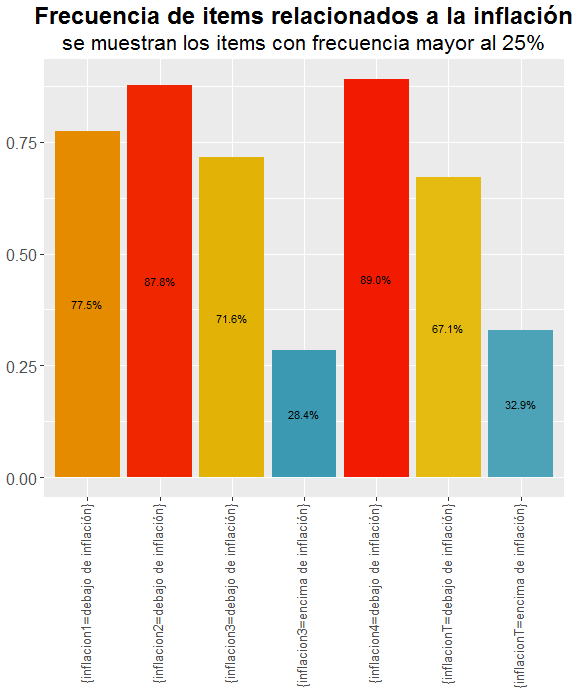 Frecuencia de items relacionados a la inflación
se muestran los items con frecuencia mayor al 25%
0.75
0.50
0.25
0.00
77.5%
87.8%
71.6%
28.4%
89.0%
67.1%
32.9%
{inflacion1=debajo de inflación}
{inflacion2=debajo de inflación}
{inflacion3=debajo de inflación}
{inflacion3=encima de inflación}
{inflacion4=debajo de inflación}
{inflacionT=debajo de inflación}
{inflacionT=encima de inflación}